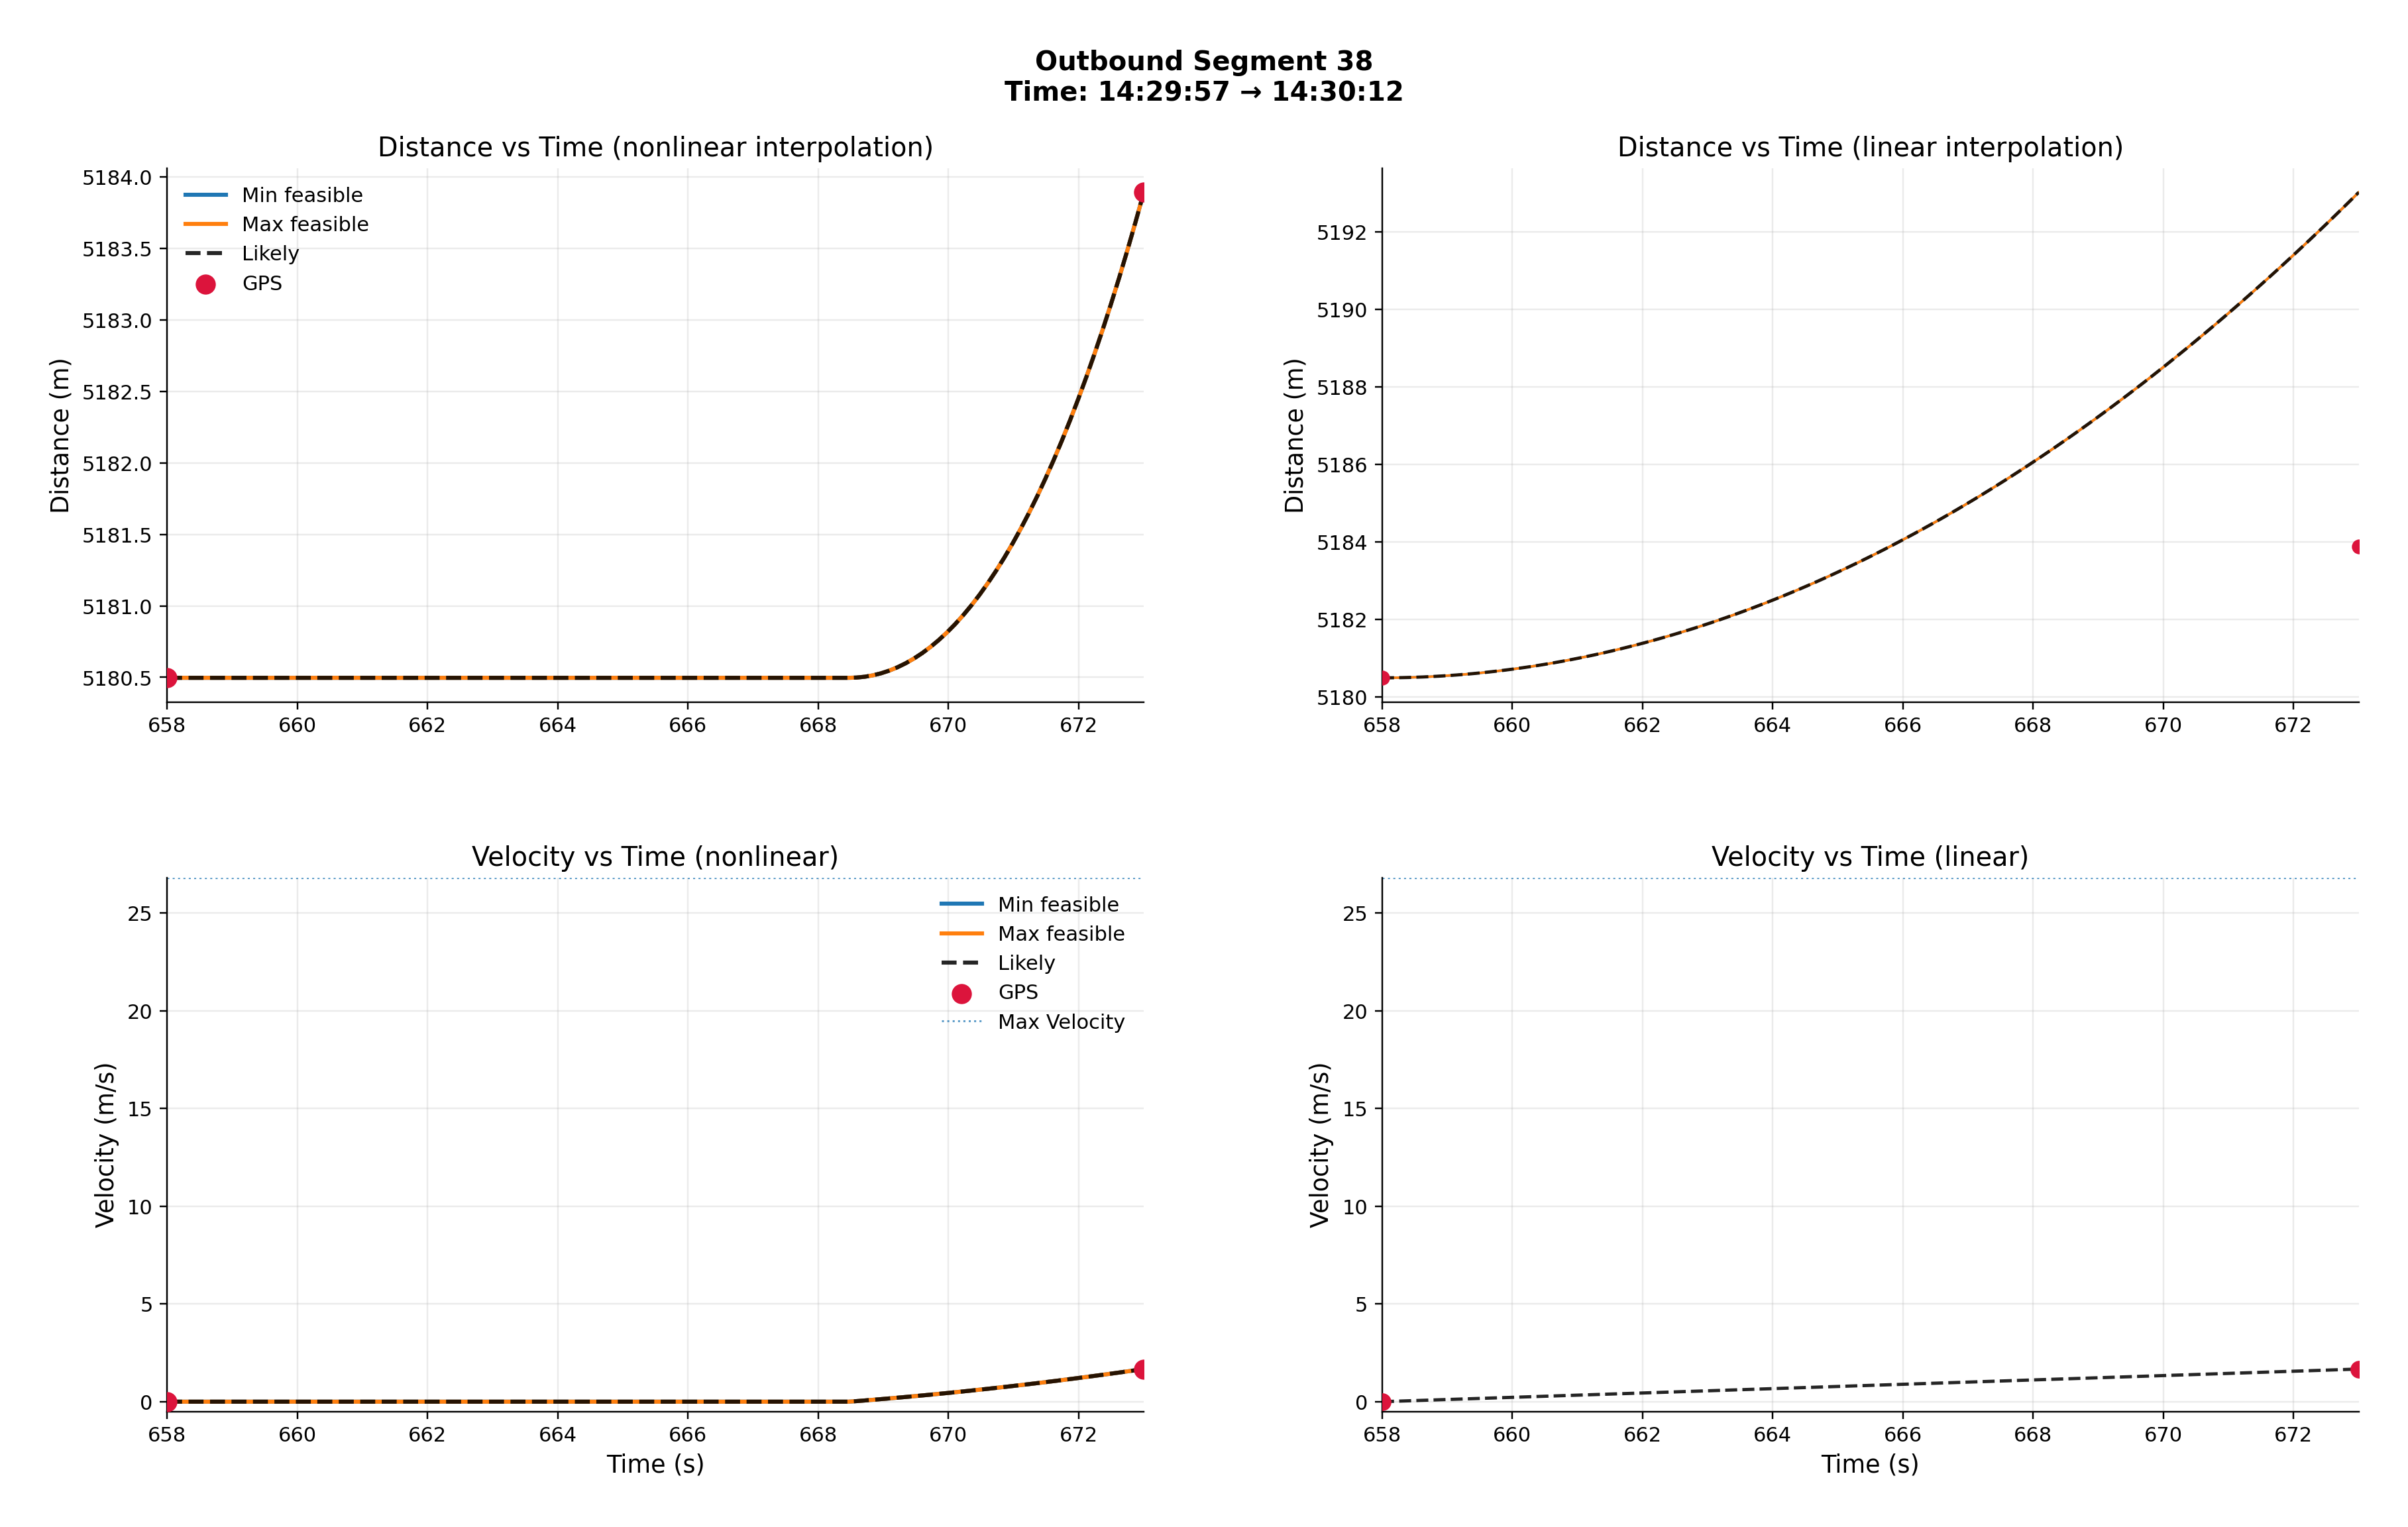 Outbound Segment 38
Time: 14:29:57 → 14:30:12
Distance vs Time (nonlinear interpolation)
5184.0
5183.5
5183.0
5182.5
5182.0
5181.5
5181.0
5180.5
Distance (m)
Min feasible
Max feasible
Likely
GPS
658 660 662 664 666 668 670 672
Distance vs Time (linear interpolation)
5192
5190
5188
5186
5184
5182
5180
Distance (m)
658 660 662 664 666 668 670 672
Velocity vs Time (nonlinear)
25
20
15
10
5
0
Velocity (m/s)
Min feasible
Max feasible
Likely
GPS
Max Velocity
658 660 662 664 666 668 670 672
Time (s)
Velocity vs Time (linear)
25
20
15
10
5
0
Velocity (m/s)
658 660 662 664 666 668 670 672
Time (s)